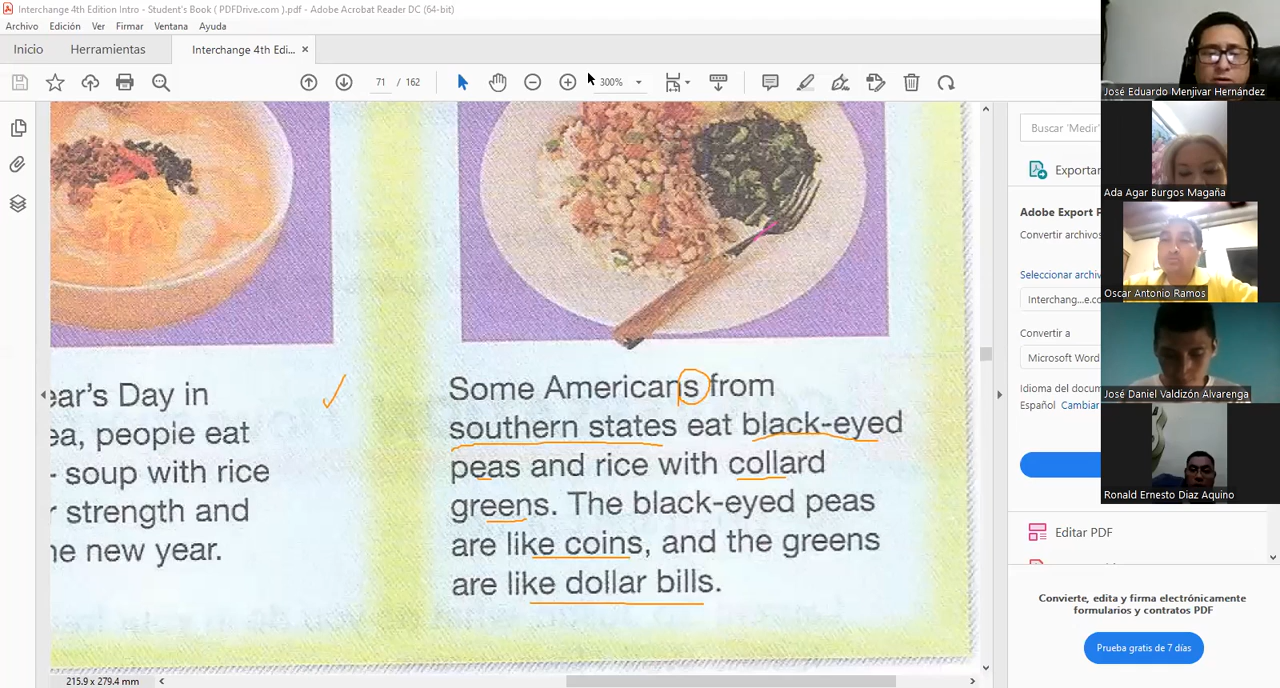 Interchange 4th Edition Intro - Student's Book ( PDFDrive.com ).pdf - Adobe Acrobat Reader DC (64-bit)
Archivo Edición Ver Firmar Ventana Ayuda
Inicio Herramientas Interchange 4th Edi... ×
71 / 162 300%
ear's Day in
ea, people eat
- soup with rice
r strength and
he new year.
Some Americans from
southern states eat black-eyed
peas and rice with collard
greens. The black-eyed peas
are like coins, and the greens
are like dollar bills.
215.9 x 279.4 mm
Buscar 'Medir'
Exportar
Adobe Export P
Convertir archivos
Seleccionar archiv
Interchang...e.co
Convertir a
Microsoft Word
Idioma del docum
Español Cambiar
Editar PDF
Convierte, edita y firma electrónicamente
formularios y contratos PDF
Prueba gratis de 7 días
José Eduardo Menjivar Hernández
Ada Agar Burgos Magaña
Oscar Antonio Ramos
José Daniel Valdizón Alvarenga
Ronald Ernesto Diaz Aquino